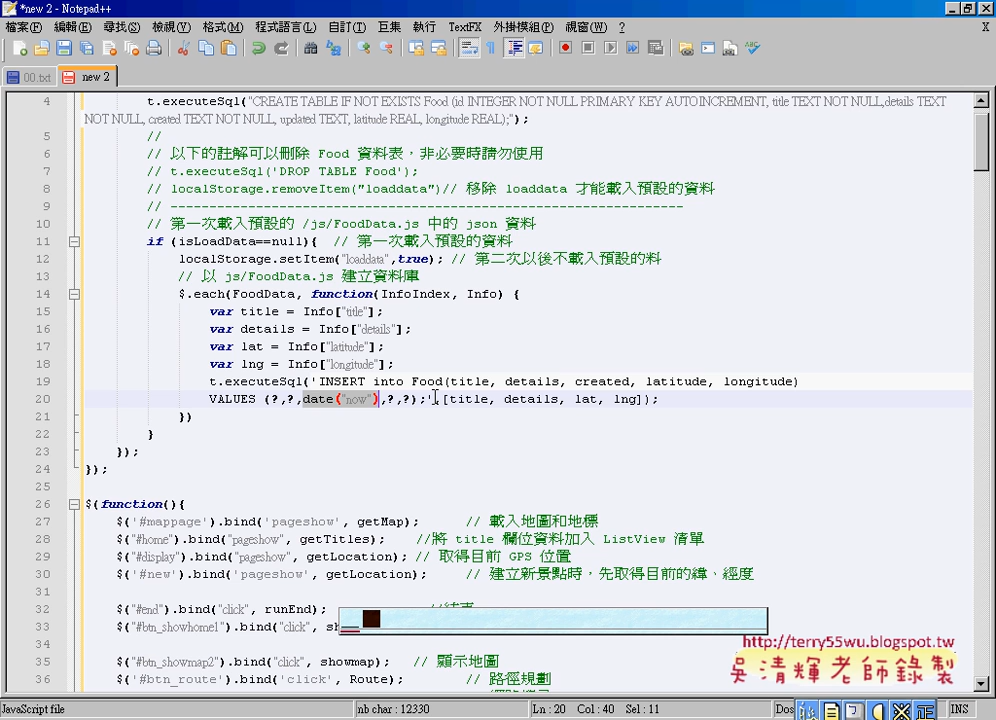 *new 2 - Notepad++
檔案(F) 編輯(E) 尋找(S) 檢視(V) 格式(M) 程式語言(L) 自訂(T) 巨集 執行 TextFX 外掛模組(P) 視窗(W) ? X
00.txt new 2
4 t.executeSql("CREATE TABLE IF NOT EXISTS Food (id INTEGER NOT NULL PRIMARY KEY AUTOINCREMENT, title TEXT NOT NULL,details TEXT
NOT NULL, created TEXT NOT NULL, updated TEXT, latitude REAL, longitude REAL);");
5 //
6 // 以下的註解可以刪除 Food 資料表，非必要時請勿使用
7 // t.executeSql('DROP TABLE Food');
8 // localStorage.removeItem("loaddata")// 移除 loaddata 才能載入預設的資料
9 // ------------------------------------------------------------------
10 // 第一次載入預設的 /js/FoodData.js 中的 json 資料
11 if (isLoadData==null){ // 第一次載入預設的資料
12 localStorage.setItem("loaddata",true); // 第二次以後不載入預設的料
13 // 以 js/FoodData.js 建立資料庫
14 $.each(FoodData, function(InfoIndex, Info) {
15 var title = Info["title"];
16 var details = Info["details"];
17 var lat = Info["latitude"];
18 var lng = Info["longitude"];
19 t.executeSql('INSERT into Food(title, details, created, latitude, longitude)
20 VALUES (?,?,date("now"),?,?);',[title, details, lat, lng]);
21 })
22 }
23 });
24 });
25
26 $(function(){
27 $('#mappage').bind('pageshow', getMap); // 載入地圖和地標
28 $("#home").bind("pageshow", getTitles); //將 title 欄位資料加入 ListView 清單
29 $("#display").bind("pageshow", getLocation); // 取得目前 GPS 位置
30 $('#new').bind('pageshow', getLocation); // 建立新景點時，先取得目前的緯、經度
31
32 $("#end").bind("click", runEnd); //結束
33 $("#btn_showhome1").bind("click", sh
34
35 $("#btn_showmap2").bind("click", showmap); // 顯示地圖
36 $("#btn_route").bind('click', Route); // 路徑規劃
http://terry55wu.blogspot.tw
吳清輝老師錄製
JavaScript file nb char : 12330 Ln : 20 Col : 40 Sel : 11 Dos INS